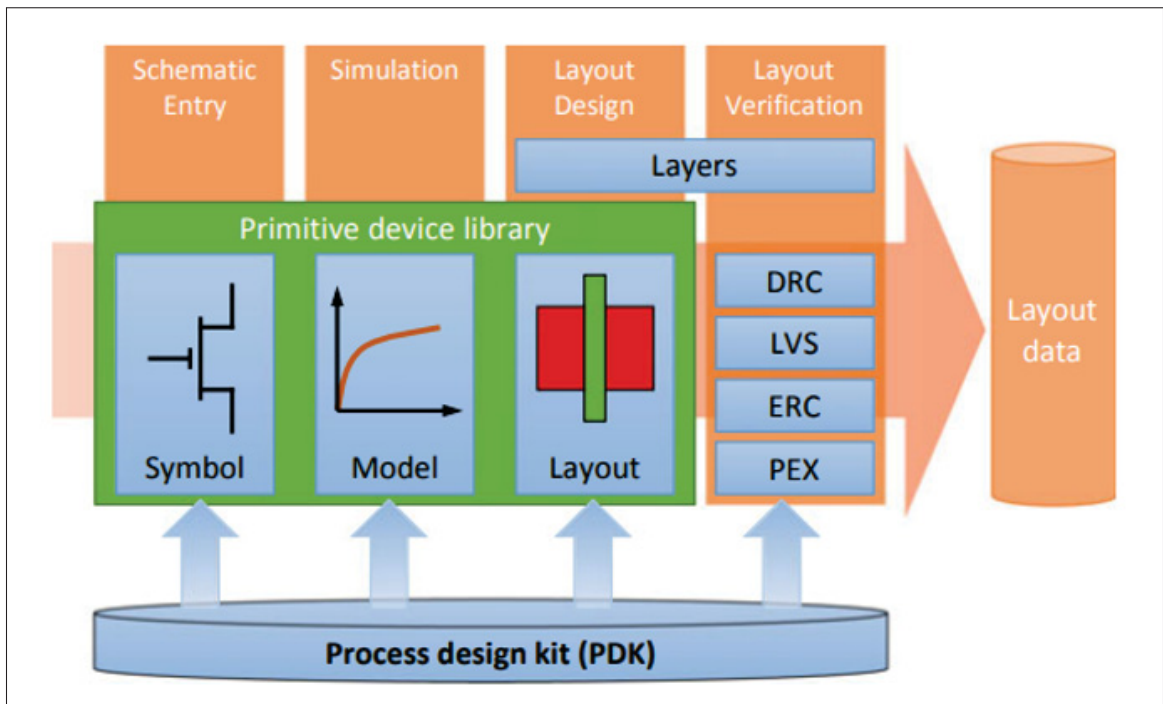 Schematic
Entry
Simulation
Layout
Design
Layout
Verification
Layers
Primitive device library
Symbol
Model
Layout
DRC
LVS
ERC
PEX
Layout
data
Process design kit (PDK)